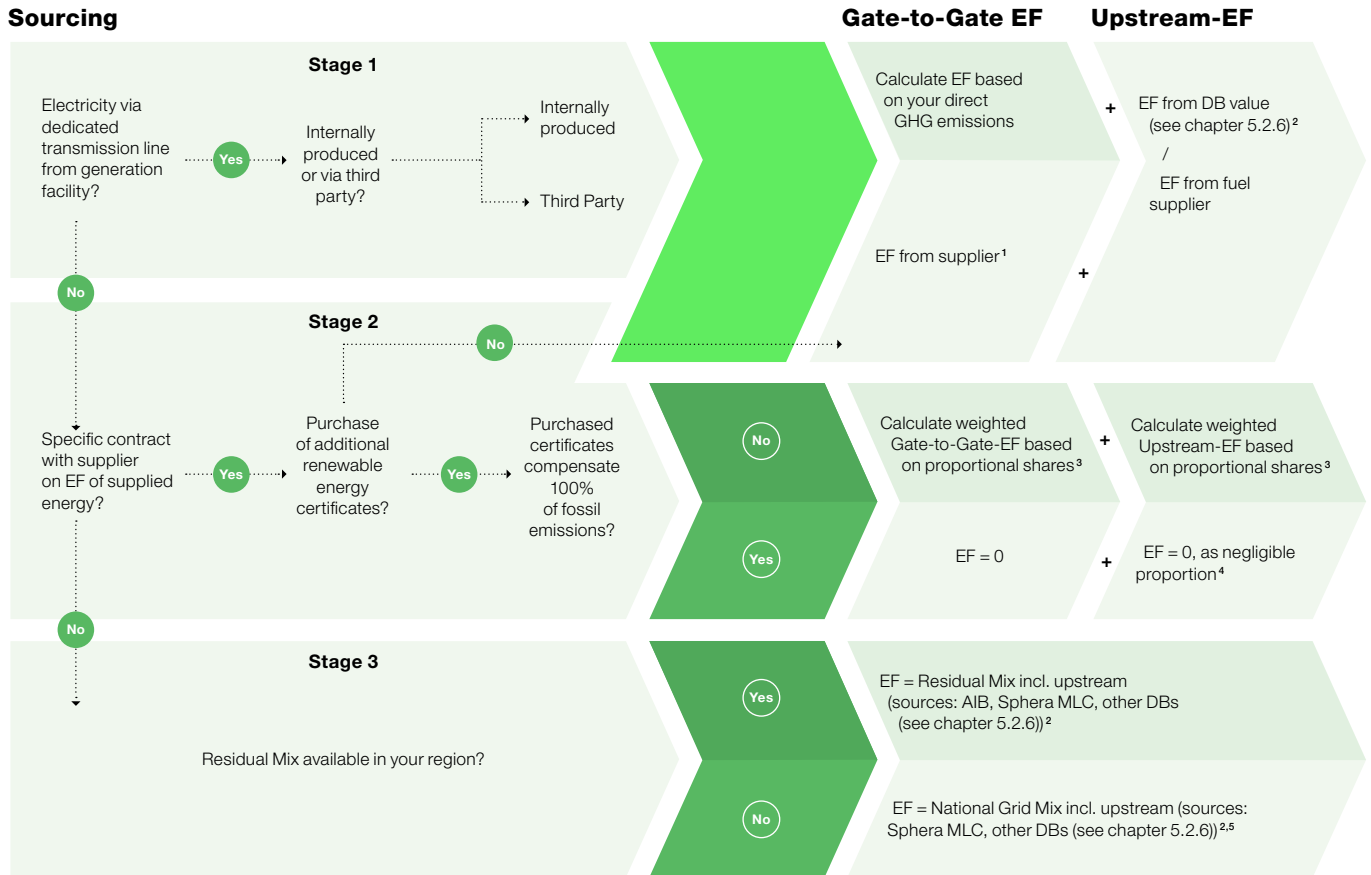 Sourcing
Gate-to-Gate EF
Upstream-EF
Stage 1
Electricity via
dedicated
transmission line
from generation
facility?
Yes
Internally
produced
or via third
party?
Internally
produced
Third Party
Calculate EF based
on your direct
GHG emissions
+
EF from DB value
(see chapter 5.2.6)²
/
EF from fuel
supplier
EF from supplier¹
+
No
Stage 2
No
Specific contract
with supplier
on EF of supplied
energy?
Yes
Purchase
of additional
renewable
energy
certificates?
Yes
Purchased
certificates
compensate
100%
of fossil
emissions?
No
Calculate weighted
Gate-to-Gate-EF based
on proportional shares³
+
Calculate weighted
Upstream-EF based
on proportional shares³
Yes
EF = 0
+
EF = 0, as negligible
proportion⁴
No
Stage 3
Residual Mix available in your region?
Yes
EF = Residual Mix incl. upstream
(sources: AIB, Sphera MLC, other DBs
(see chapter 5.2.6))²
No
EF = National Grid Mix incl. upstream (sources:
Sphera MLC, other DBs (see chapter 5.2.6))²,⁵